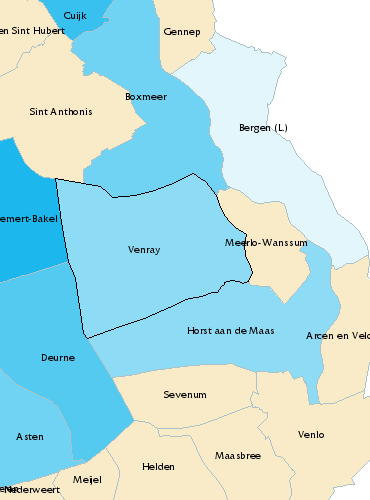 Cuijk
en Sint Hubert
Gennep
Boxmeer
Sint Anthonis
Bergen (L)
emert-Bakel
Meerlo-Wanssum
Venray
Horst aan de Maas
Arcen en Veld
Deurne
Sevenum
Asten
Venlo
Helden
Maasbree
Meijel
Nederweert